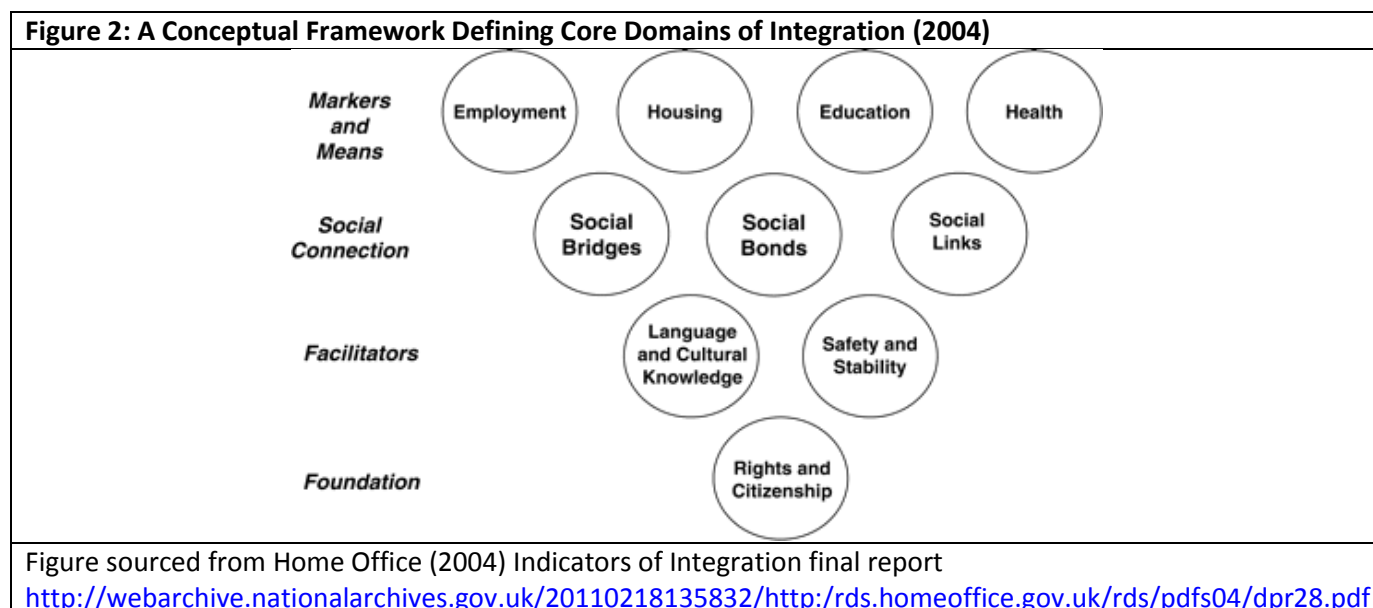 Figure 2: A Conceptual Framework Defining Core Domains of Integration (2004)
Markers
and
Means
Employment
Housing
Education
Health
Social
Connection
Social
Bridges
Social
Bonds
Social
Links
Facilitators
Language
and Cultural
Knowledge
Safety and
Stability
Foundation
Rights and
Citizenship
Figure sourced from Home Office (2004) Indicators of Integration final report
http://webarchive.nationalarchives.gov.uk/20110218135832/http:/rds.homeoffice.gov.uk/rds/pdfs04/dpr28.pdf